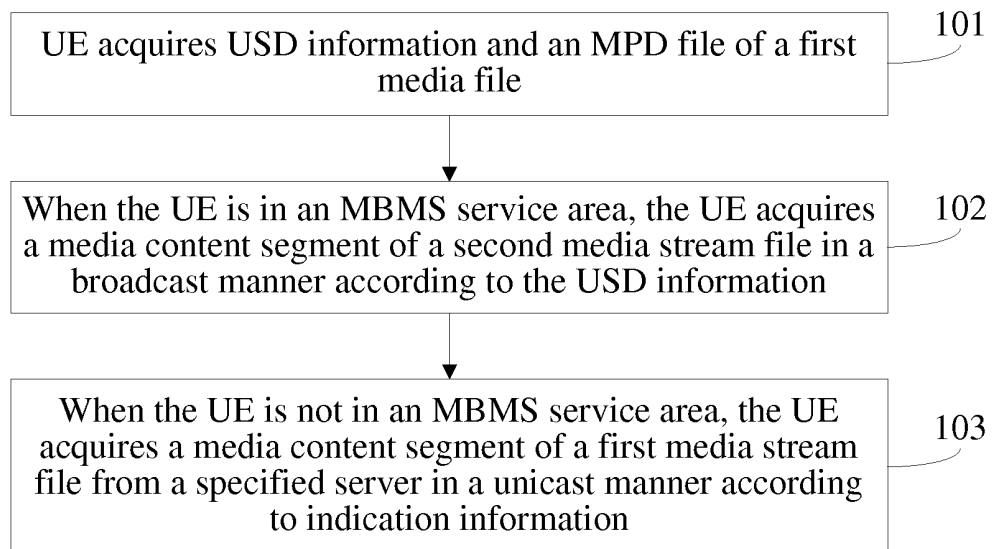 UE acquires USD information and an MPD file of a first
media file
101
When the UE is in an MBMS service area, the UE acquires
a media content segment of a second media stream file in a
broadcast manner according to the USD information
102
When the UE is not in an MBMS service area, the UE
acquires a media content segment of a first media stream
file from a specified server in a unicast manner according
to indication information
103